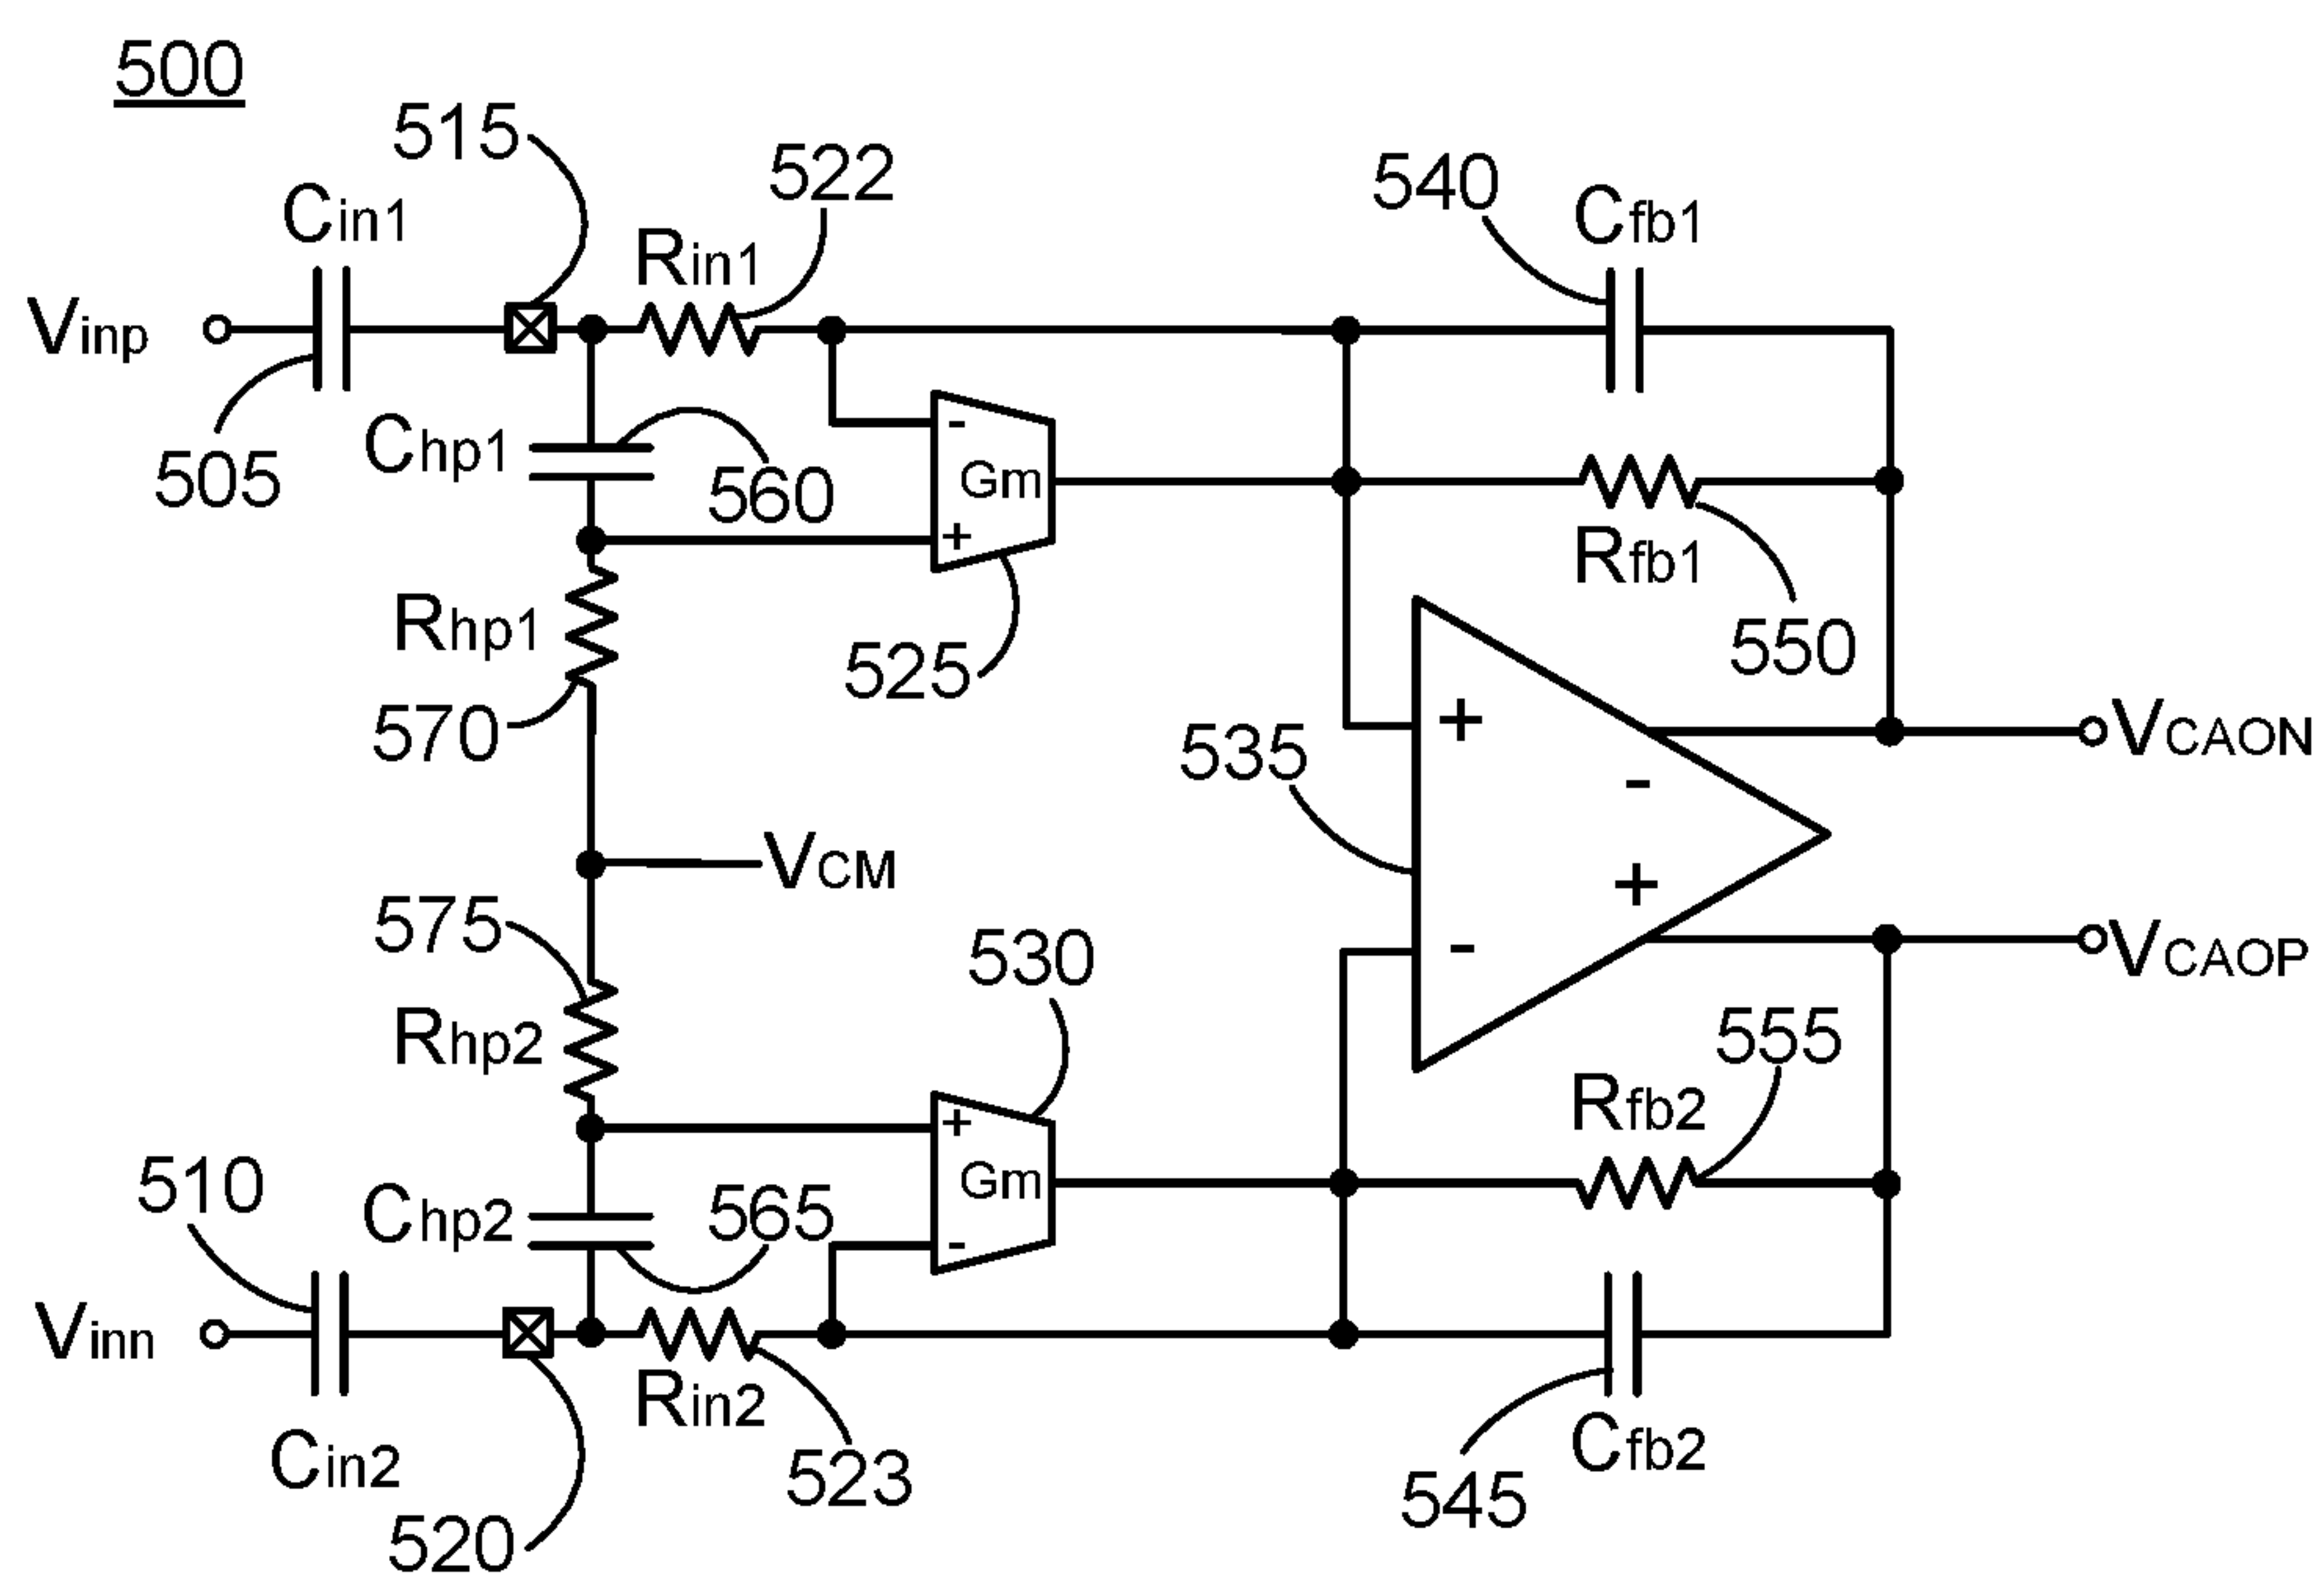 500
515
522
540
Cin1
Rin1
Cfb1
Vinp
Chp1
-
Gm
+
505
560
Rfb1
Rhp1
525
550
570
+
-
VCAON
535
VCM
+
-
VCAOP
575
530
555
Rhp2
Rfb2
+
Gm
-
510
Chp2
565
Vinn
Rin2
Cin2
523
Cfb2
545
520